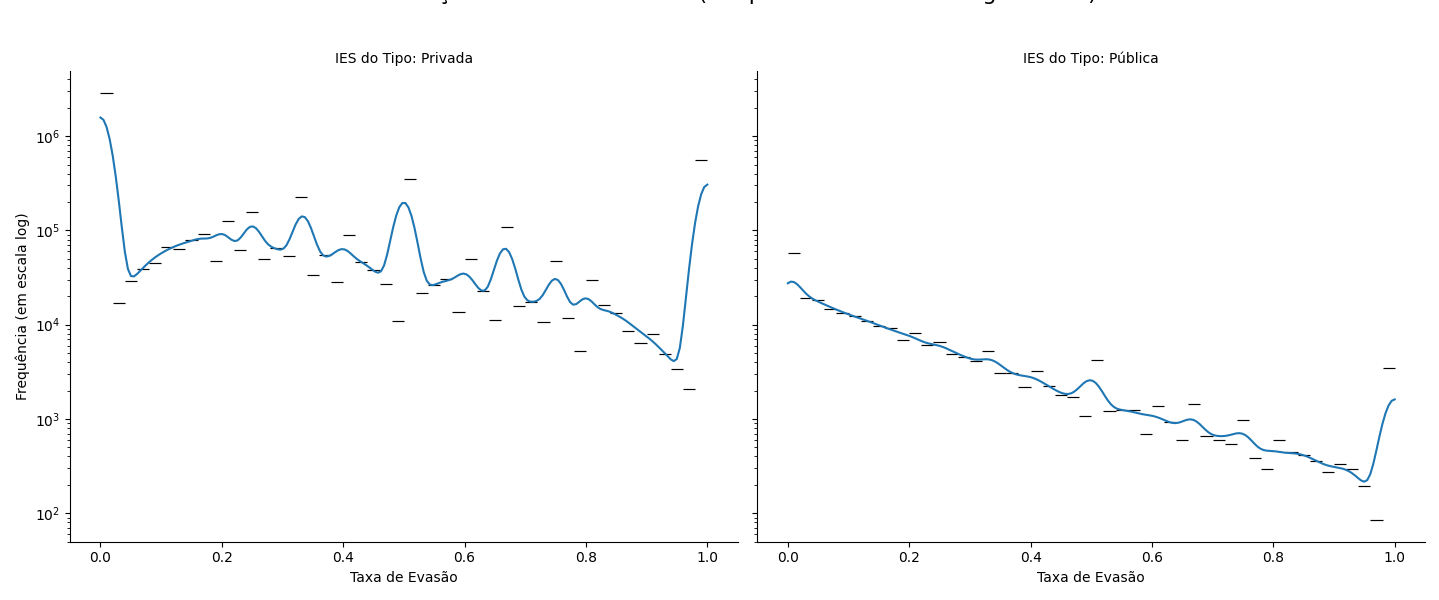 IES do Tipo: Privada
IES do Tipo: Pública
Frequência (em escala log)
10^6
10^5
10^4
10^3
10^2
0.0 0.2 0.4 0.6 0.8 1.0
0.0 0.2 0.4 0.6 0.8 1.0
Taxa de Evasão
Taxa de Evasão